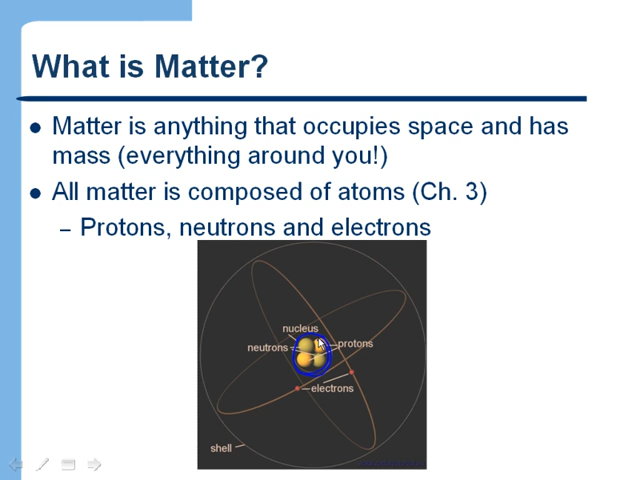 What is Matter?
● Matter is anything that occupies space and has
mass (everything around you!)
● All matter is composed of atoms (Ch. 3)
– Protons, neutrons and electrons
nucleus
neutrons
protons
electrons
shell